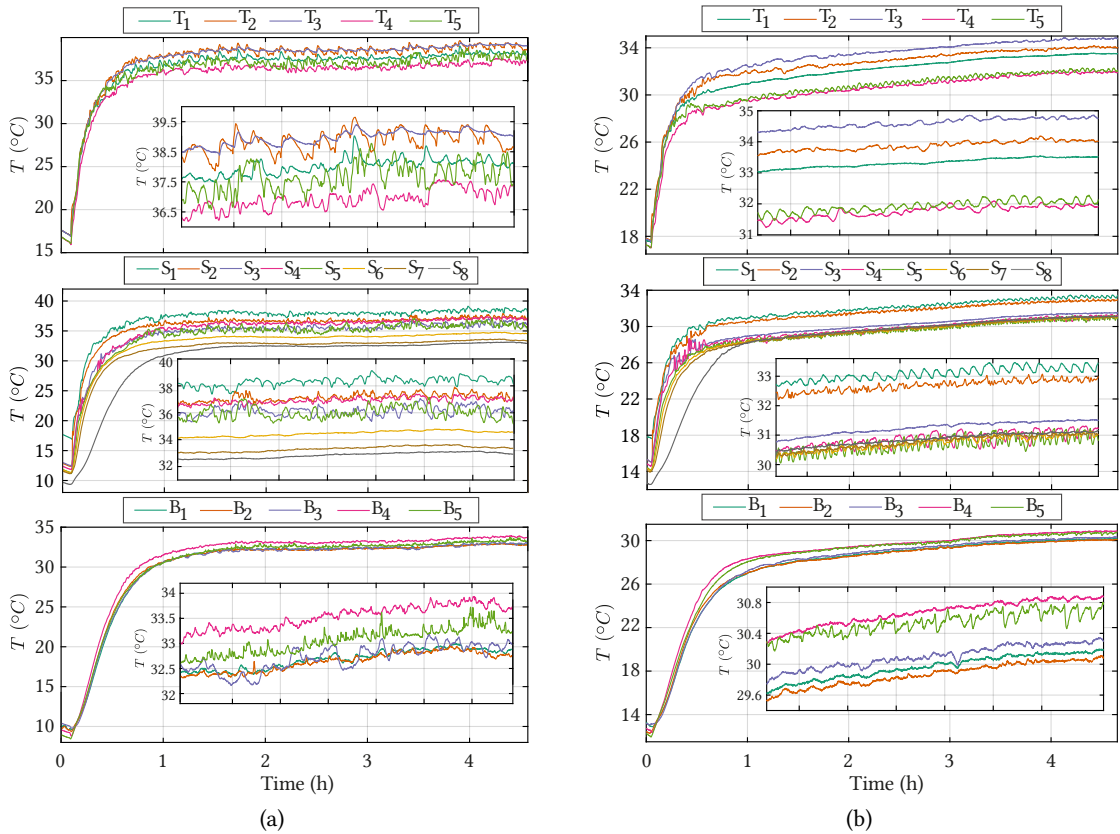 T1 T2 T3 T4 T5
35
30
25
20
15
T (°C)
39.5
38.5
37.5
36.5
T (°C)
S1 S2 S3 S4 S5 S6 S7 S8
40
35
30
25
20
15
10
T (°C)
40
38
36
34
32
T (°C)
B1 B2 B3 B4 B5
35
30
25
20
15
10
T (°C)
34
33.5
33
32.5
32
T (°C)
0 1 2 3 4
Time (h)
(a)
T1 T2 T3 T4 T5
34
30
26
22
18
T (°C)
35
34
33
32
31
T (°C)
S1 S2 S3 S4 S5 S6 S7 S8
34
30
26
22
18
14
T (°C)
33
32
31
30
T (°C)
B1 B2 B3 B4 B5
30
26
22
18
14
T (°C)
30.8
30.4
30
29.6
T (°C)
0 1 2 3 4
Time (h)
(b)